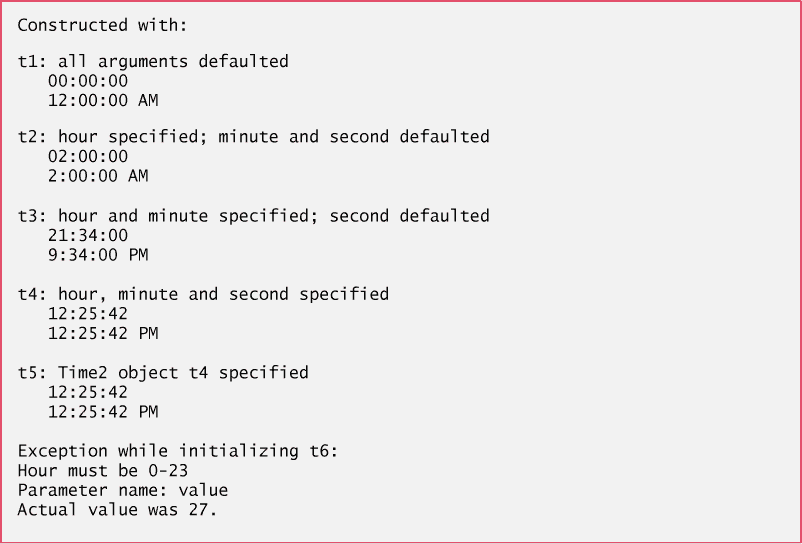 Constructed with:
t1: all arguments defaulted
00:00:00
12:00:00 AM
t2: hour specified; minute and second defaulted
02:00:00
2:00:00 AM
t3: hour and minute specified; second defaulted
21:34:00
9:34:00 PM
t4: hour, minute and second specified
12:25:42
12:25:42 PM
t5: Time2 object t4 specified
12:25:42
12:25:42 PM
Exception while initializing t6:
Hour must be 0-23
Parameter name: value
Actual value was 27.